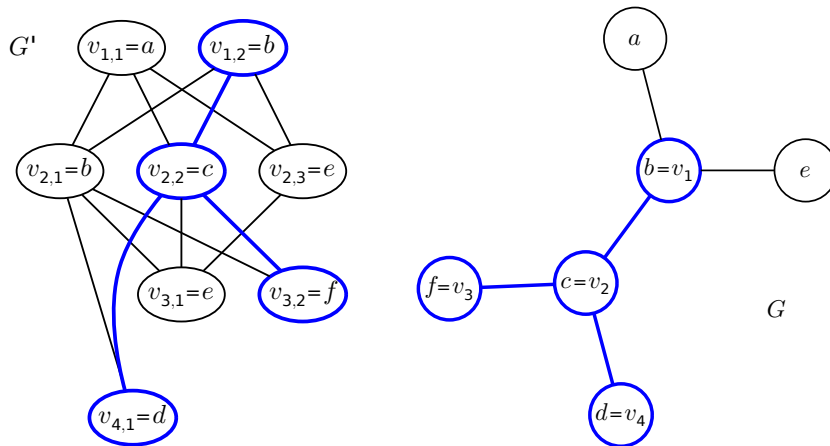 G'
v1,1=a
v1,2=b
v2,1=b
v2,2=c
v2,3=e
v3,1=e
v3,2=f
v4,1=d
a
b=v1
e
c=v2
f=v3
G
d=v4